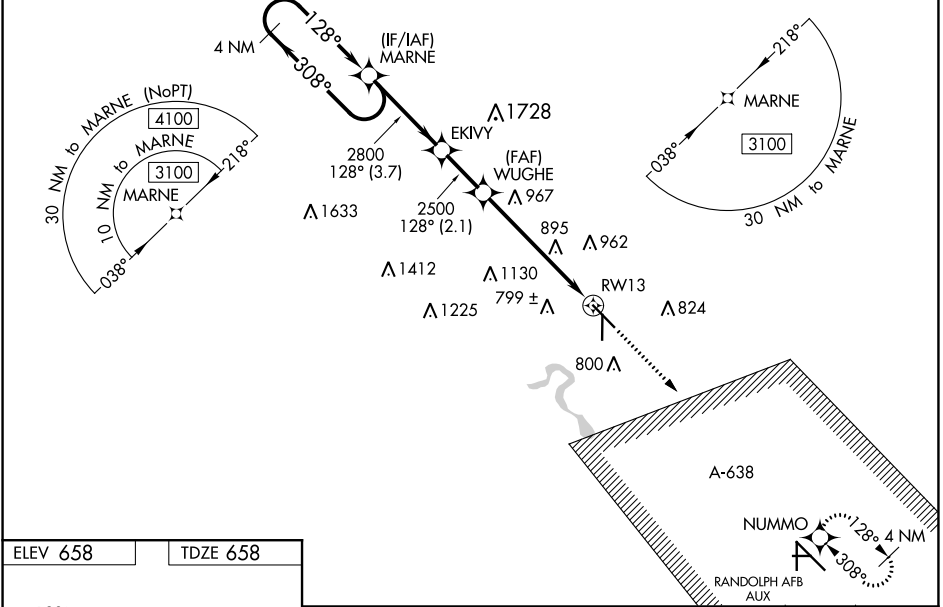 128°
4 NM
308°
(IF/IAF)
MARNE
2800
128° (3.7)
EKIVY
1728
(FAF)
WUGHE
2500
128° (2.1)
967
1633
895
962
1412
1130
799 ±
1225
RW13
824
800
30 NM to MARNE (NoPT)
4100
10 NM to MARNE
3100
MARNE
218°
038°
218°
MARNE
038°
3100
30 NM to MARNE
A-638
NUMMO
128°
4 NM
308°
RANDOLPH AFB
AUX
ELEV 658
TDZE 658